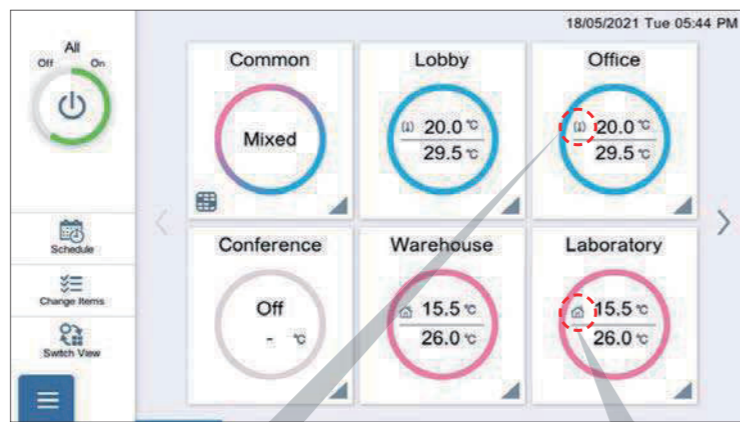 18/05/2021 Tue 05:44 PM
All
Off On
Schedule
Change Items
Switch View
Common
Mixed
Lobby
20.0 °C
29.5 °C
Office
20.0 °C
29.5 °C
Conference
Off
- °C
Warehouse
15.5 °C
26.0 °C
Laboratory
15.5 °C
26.0 °C